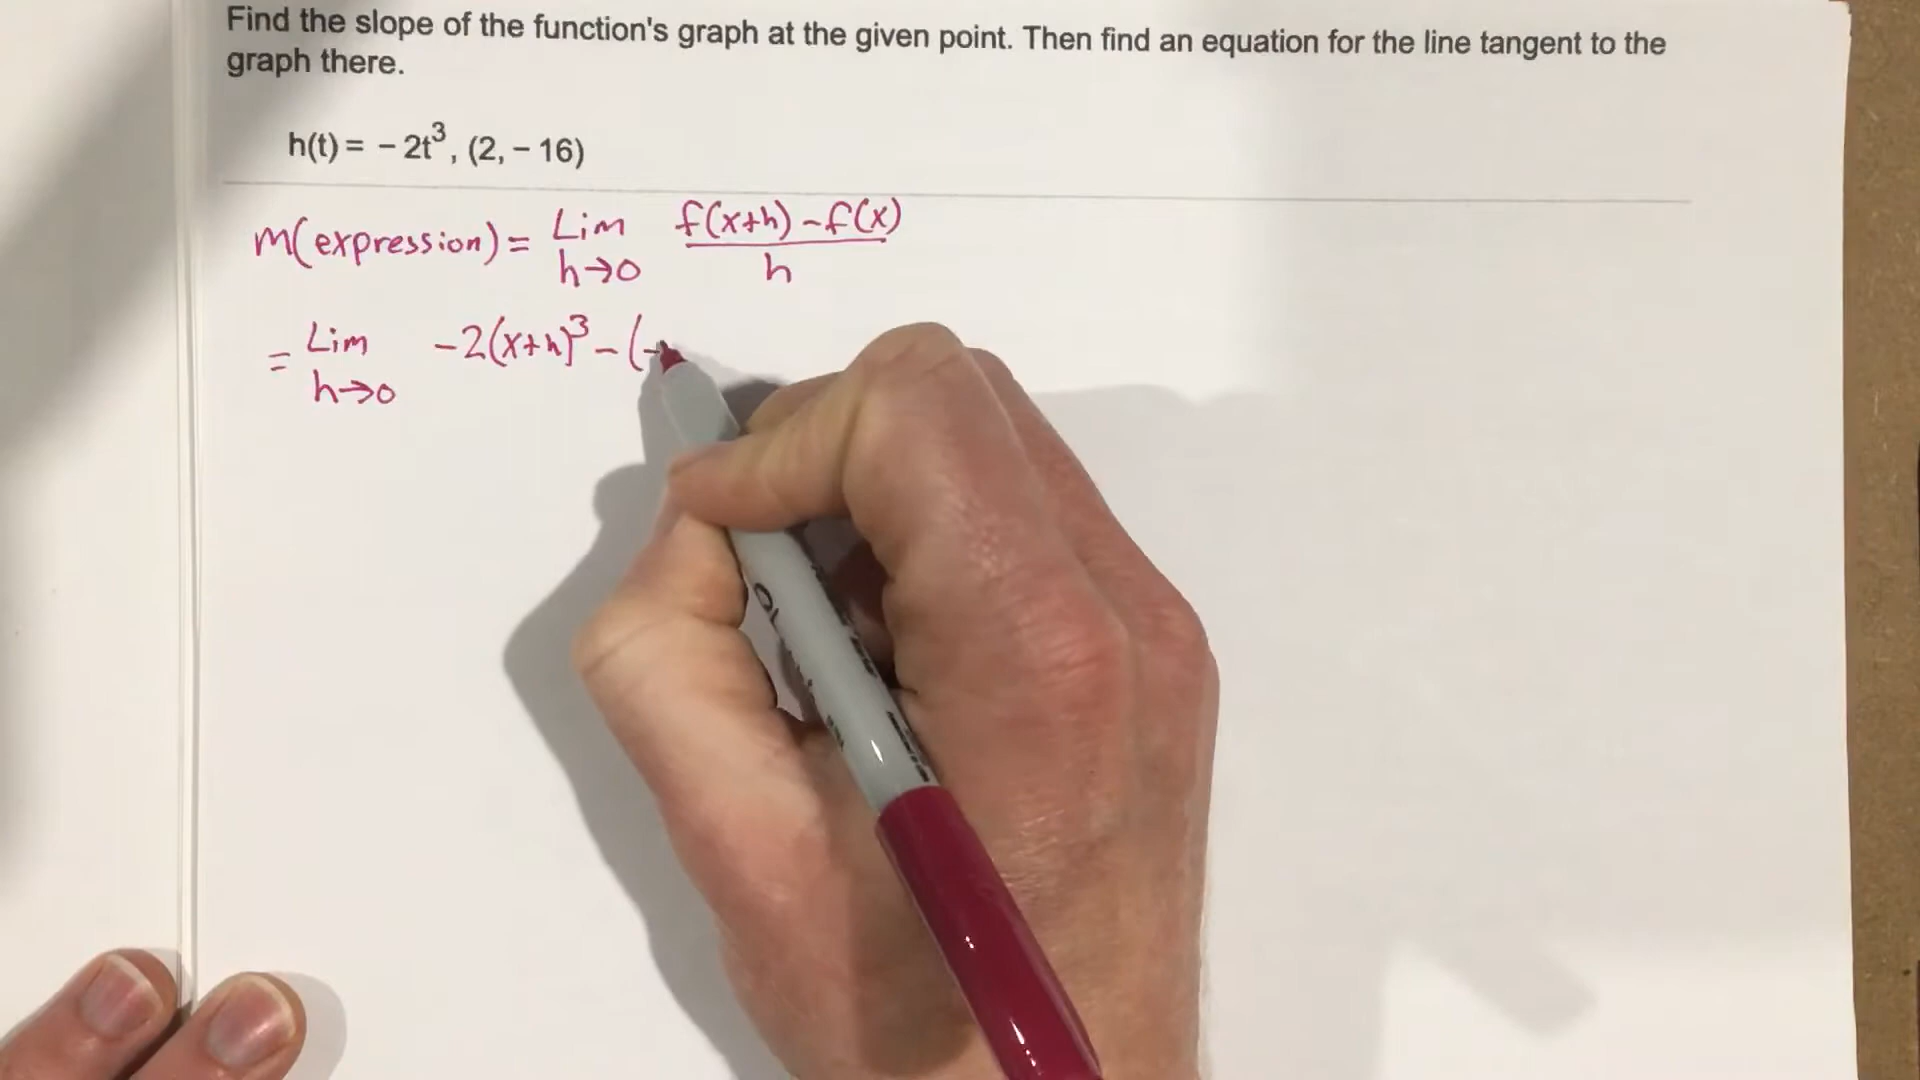 Find the slope of the function's graph at the given point. Then find an equation for the line tangent to the
graph there.
h(t) = − 2t³, (2, − 16)
m(expression) = Lim h→0 f(x+h) - f(x) / h
= Lim h→0 -2(x+h)³ - (-